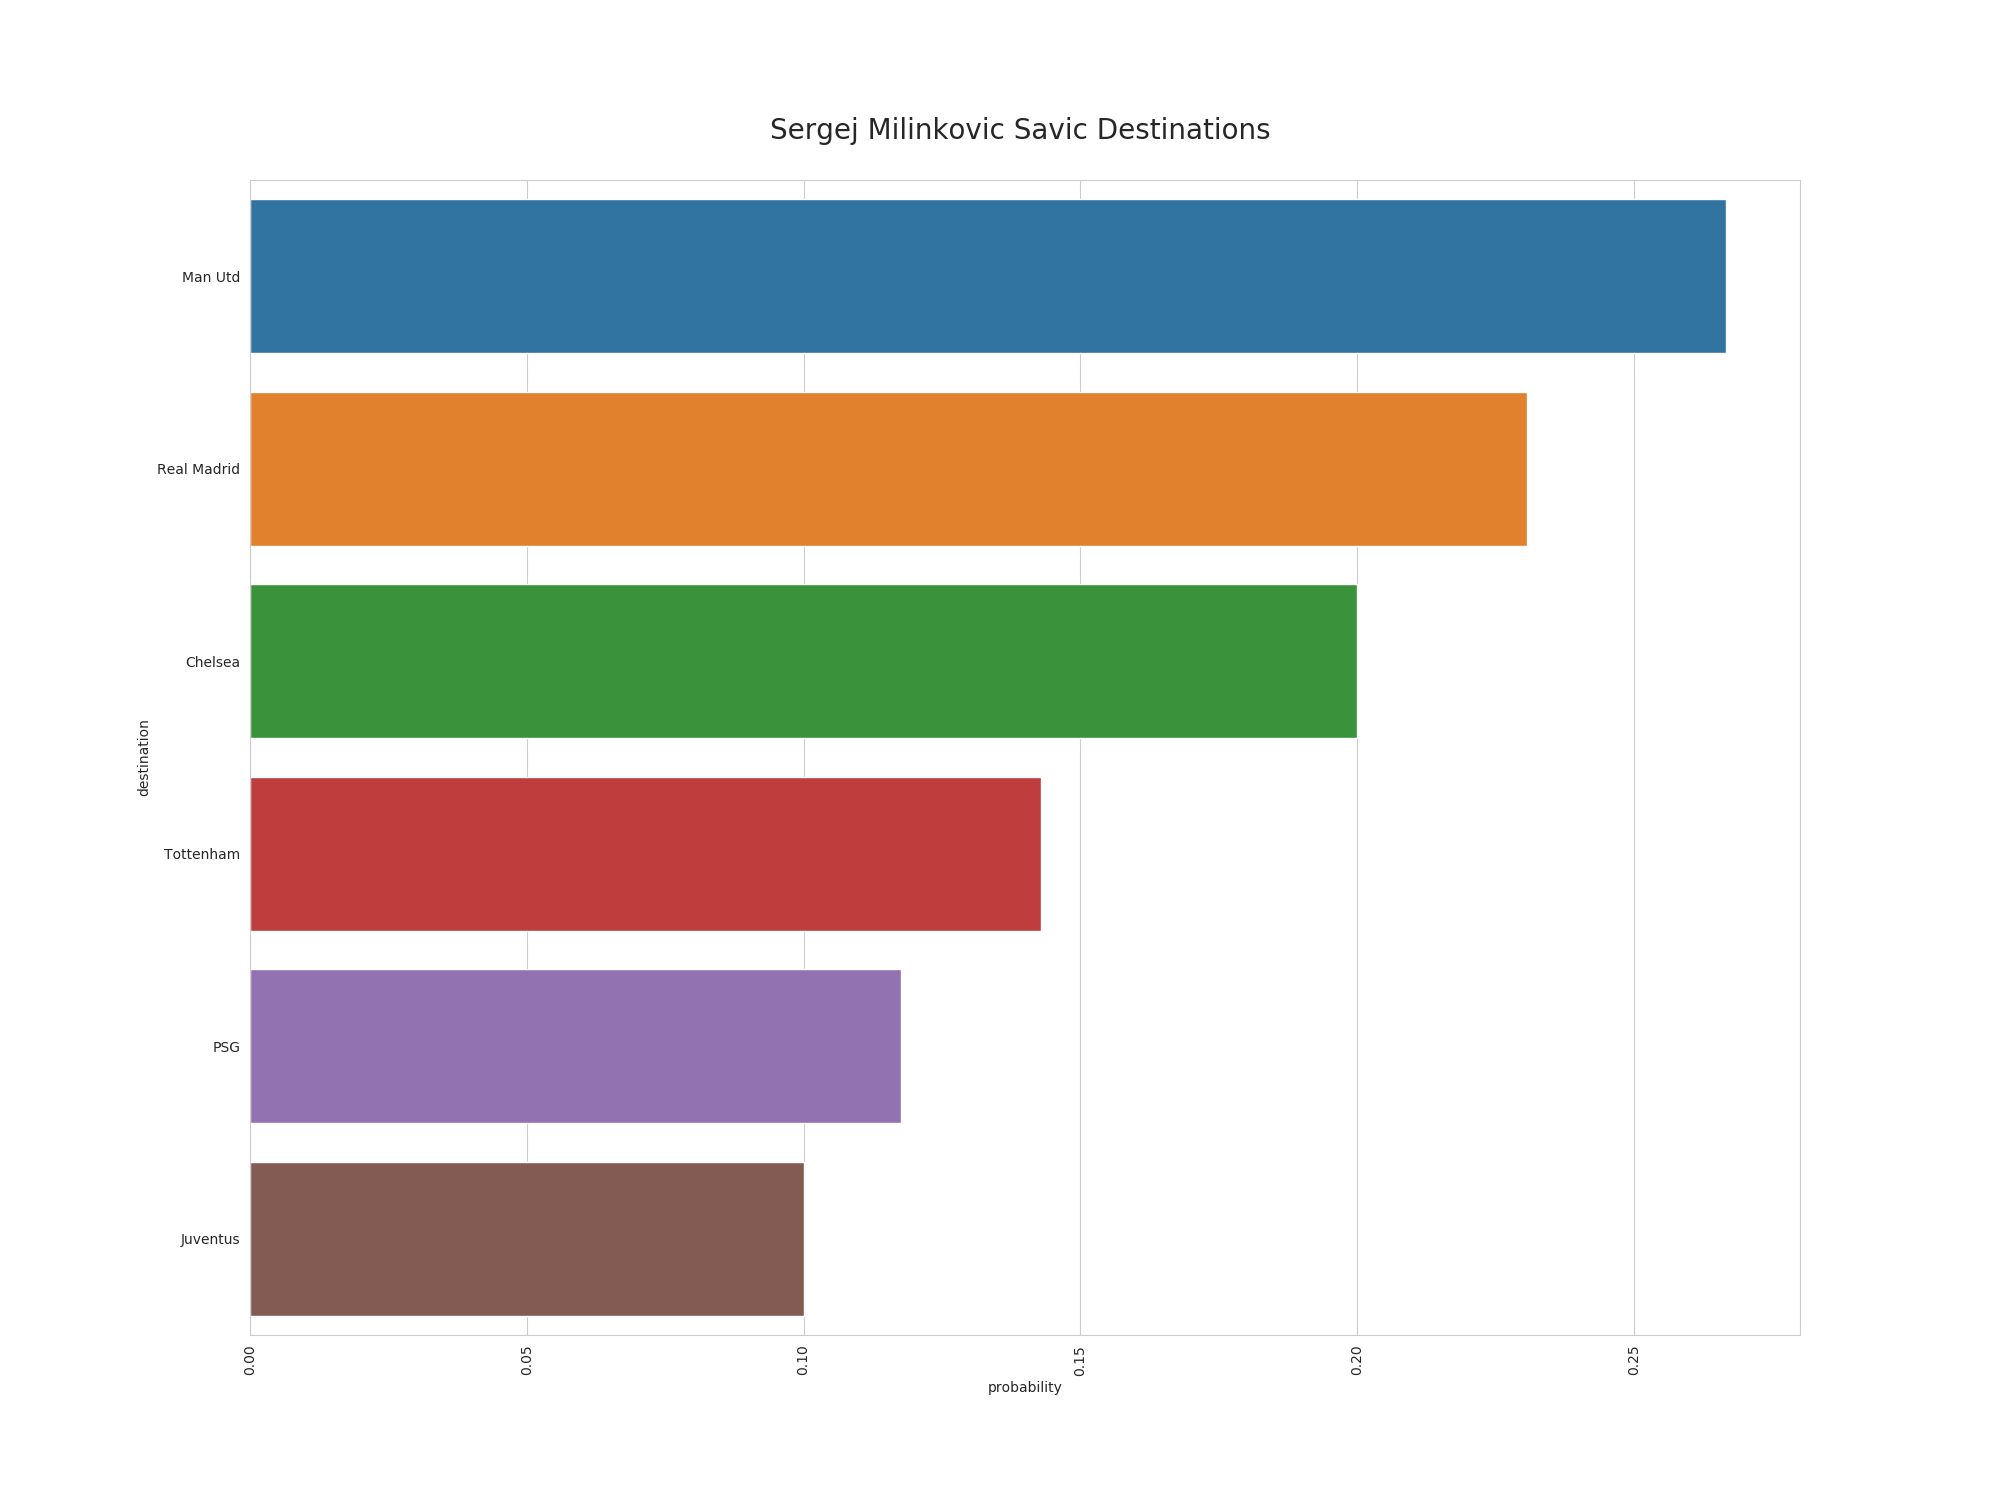 Sergej Milinkovic Savic Destinations
Man Utd
Real Madrid
Chelsea
Tottenham
PSG
Juventus
destination
0.00
0.05
0.10
0.15
0.20
0.25
probability